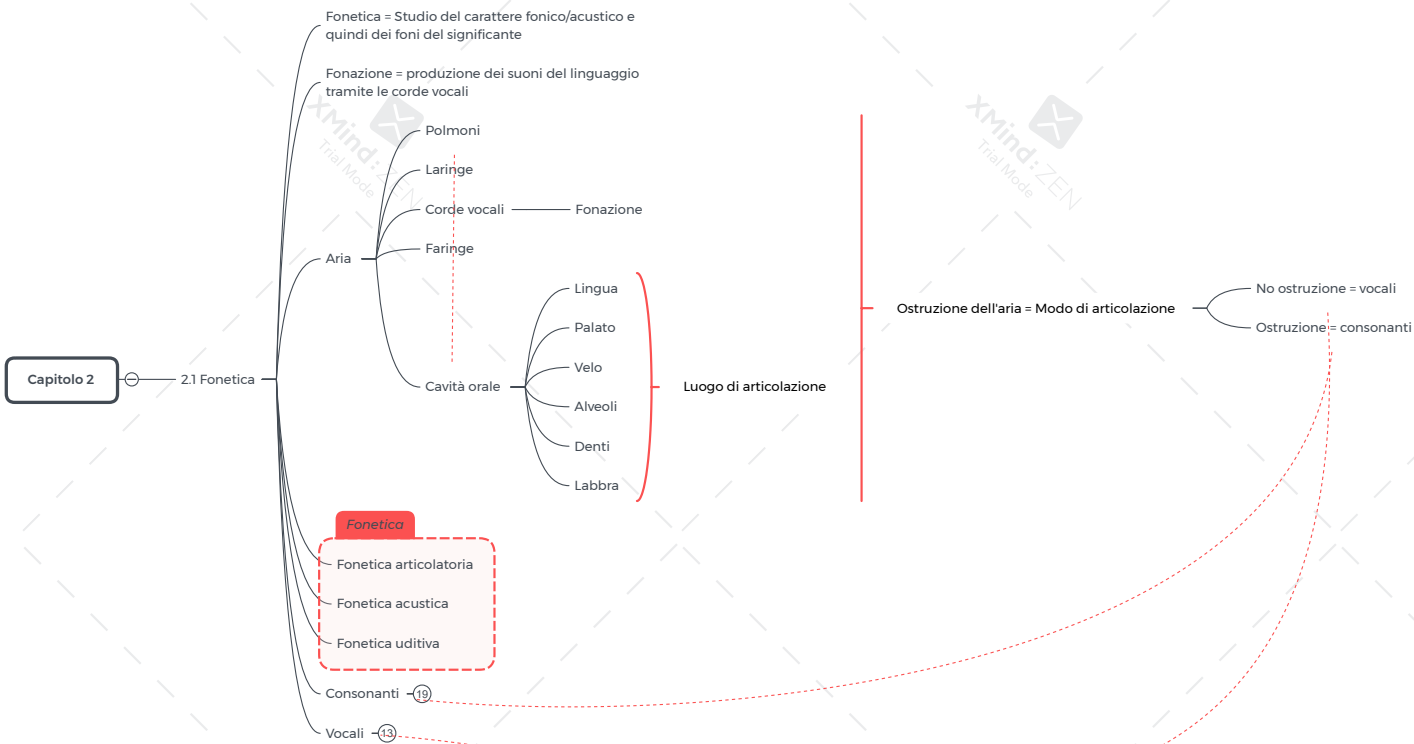 Fonetica = Studio del carattere fonico/acustico e
quindi dei foni del significante
Fonazione = produzione dei suoni del linguaggio
tramite le corde vocali
XMind:ZEN
Trial Mode
XMind:ZEN
Trial Mode
Polmoni
Laringe
Corde vocali
Fonazione
Faringe
Aria
Lingua
Palato
Velo
Alveoli
Denti
Labbra
Cavità orale
Luogo di articolazione
Ostruzione dell'aria = Modo di articolazione
No ostruzione = vocali
Ostruzione = consonanti
Capitolo 2
2.1 Fonetica
Fonetica
Fonetica articolatoria
Fonetica acustica
Fonetica uditiva
Consonanti 19
Vocali 13